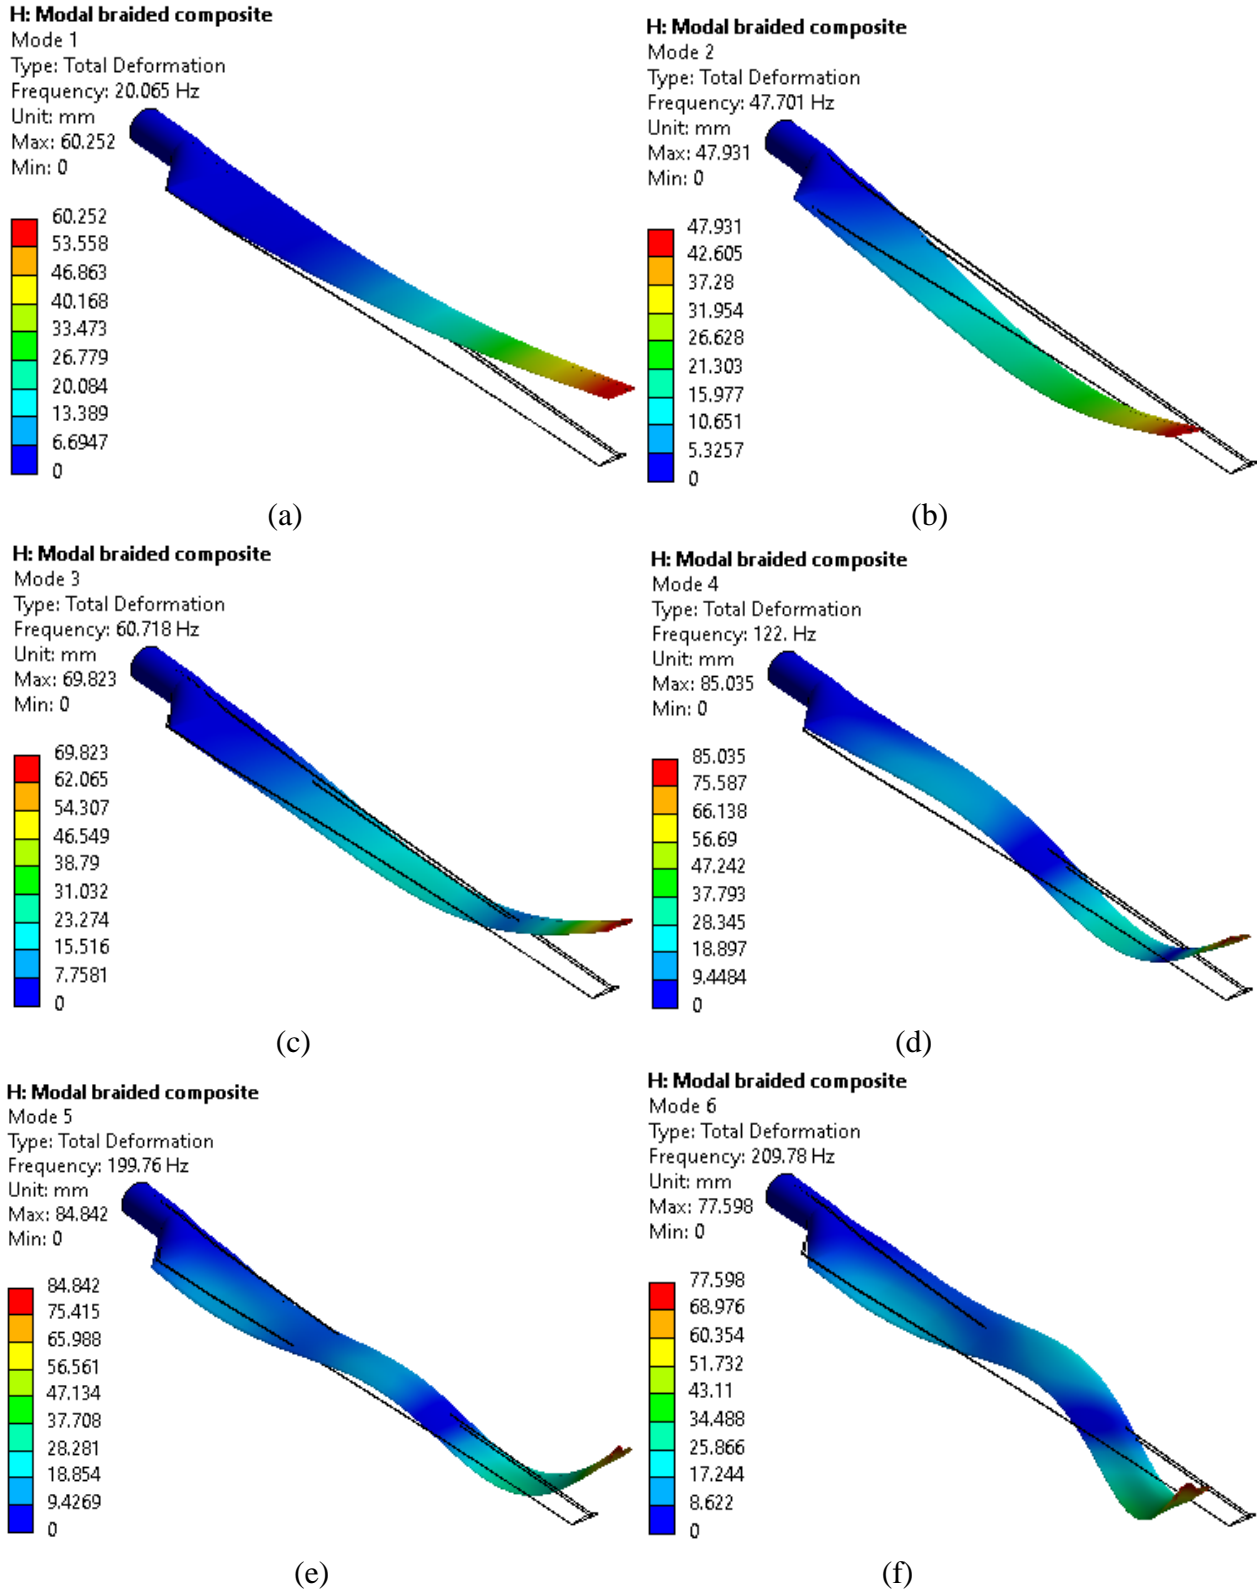 H: Modal braided composite
Mode 1
Type: Total Deformation
Frequency: 20.065 Hz
Unit: mm
Max: 60.252
Min: 0
60.252
53.558
46.863
40.168
33.473
26.779
20.084
13.389
6.6947
0
(a)
H: Modal braided composite
Mode 2
Type: Total Deformation
Frequency: 47.701 Hz
Unit: mm
Max: 47.931
Min: 0
47.931
42.605
37.28
31.954
26.628
21.303
15.977
10.651
5.3257
0
(b)
H: Modal braided composite
Mode 3
Type: Total Deformation
Frequency: 60.718 Hz
Unit: mm
Max: 69.823
Min: 0
69.823
62.065
54.307
46.549
38.79
31.032
23.274
15.516
7.7581
0
(c)
H: Modal braided composite
Mode 4
Type: Total Deformation
Frequency: 122. Hz
Unit: mm
Max: 85.035
Min: 0
85.035
75.587
66.138
56.69
47.242
37.793
28.345
18.897
9.4484
0
(d)
H: Modal braided composite
Mode 5
Type: Total Deformation
Frequency: 199.76 Hz
Unit: mm
Max: 84.842
Min: 0
84.842
75.415
65.988
56.561
47.134
37.708
28.281
18.854
9.4269
0
(e)
H: Modal braided composite
Mode 6
Type: Total Deformation
Frequency: 209.78 Hz
Unit: mm
Max: 77.598
Min: 0
77.598
68.976
60.354
51.732
43.11
34.488
25.866
17.244
8.622
0
(f)